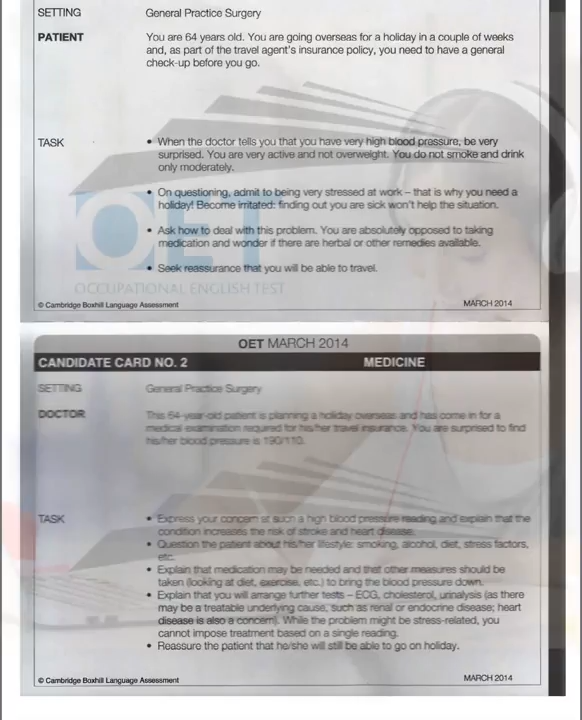 SETTING General Practice Surgery
PATIENT You are 64 years old. You are going overseas for a holiday in a couple of weeks
and, as part of the travel agent's insurance policy, you need to have a general
check-up before you go.
TASK • When the doctor tells you that you have very high blood pressure, be very
surprised. You are very active and not overweight. You do not smoke and drink
only moderately.
• On questioning, admit to being very stressed at work – that is why you need a
holiday! Become irritated: finding out you are sick won't help the situation.
• Ask how to deal with this problem. You are absolutely opposed to taking
medication and wonder if there are herbal or other remedies available.
• Seek reassurance that you will be able to travel.
OET
OCCUPATIONAL ENGLISH TEST
© Cambridge Boxhill Language Assessment MARCH 2014
OET MARCH 2014
CANDIDATE CARD NO. 2 MEDICINE
SETTING General Practice Surgery
DOCTOR This 64-year-old patient is planning a holiday overseas and has come in for a
medical examination required for his/her travel insurance. You are surprised to find
his/her blood pressure is 190/110.
TASK • Express your concern at such a high blood pressure reading and explain that the
condition increases the risk of stroke and heart disease.
• Question the patient about his/her lifestyle: smoking, alcohol, diet, stress factors,
etc.
• Explain that medication may be needed and that other measures should be
taken (looking at diet, exercise, etc.) to bring the blood pressure down.
• Explain that you will arrange further tests – ECG, cholesterol, urinalysis (as there
may be a treatable underlying cause, such as renal or endocrine disease; heart
disease is also a concern). While the problem might be stress-related, you
cannot impose treatment based on a single reading.
• Reassure the patient that he/she will still be able to go on holiday.
© Cambridge Boxhill Language Assessment MARCH 2014